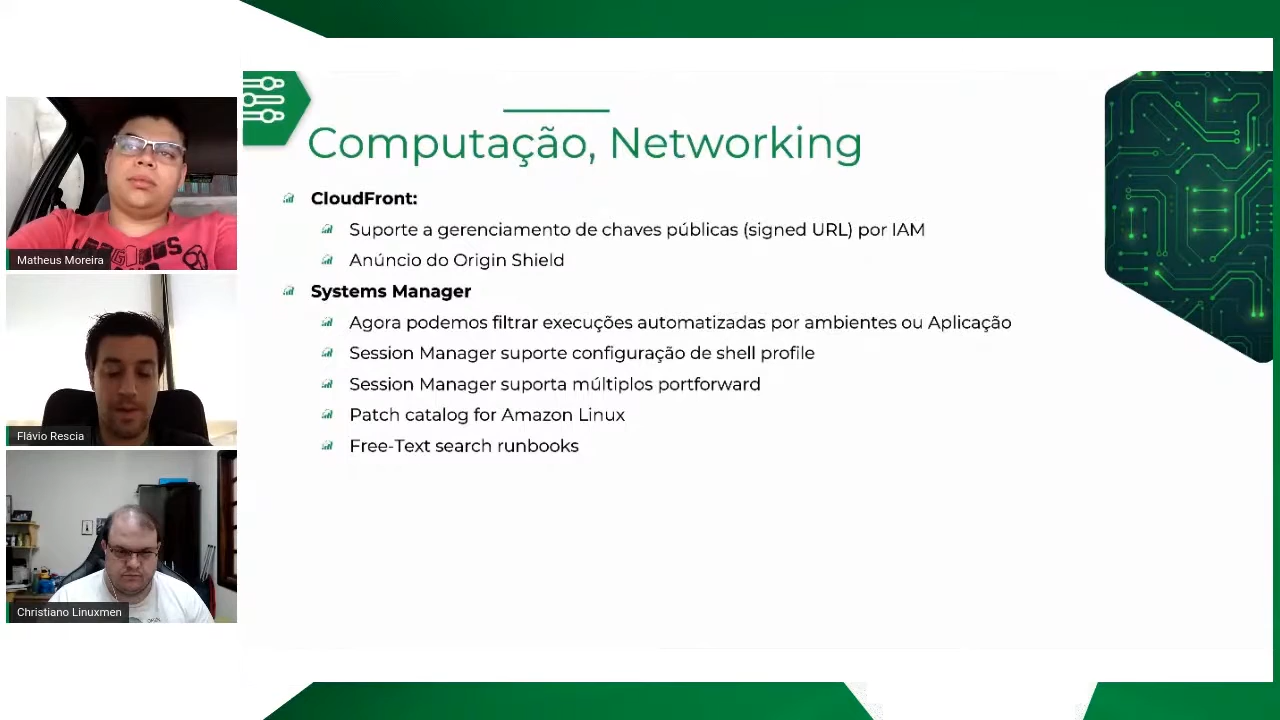 Computação, Networking
CloudFront:
Suporte a gerenciamento de chaves públicas (signed URL) por IAM
Anúncio do Origin Shield
Systems Manager
Agora podemos filtrar execuções automatizadas por ambientes ou Aplicação
Session Manager suporte configuração de shell profile
Session Manager suporta múltiplos portforward
Patch catalog for Amazon Linux
Free-Text search runbooks
Matheus Moreira
Flávio Rescia
Christiano Linuxmen